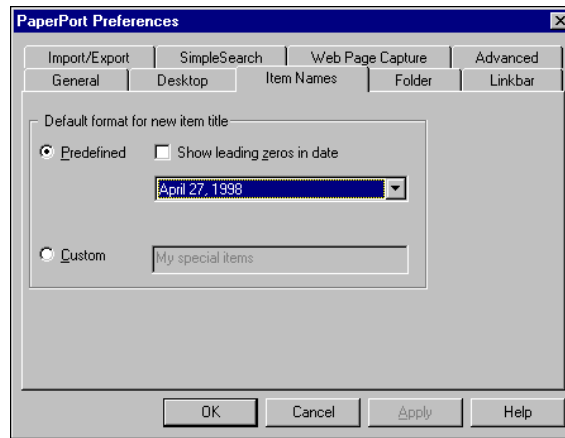 PaperPort Preferences
Import/Export SimpleSearch Web Page Capture Advanced
General Desktop Item Names Folder Linkbar
Default format for new item title
Predefined Show leading zeros in date
April 27, 1998
Custom My special items
OK Cancel Apply Help